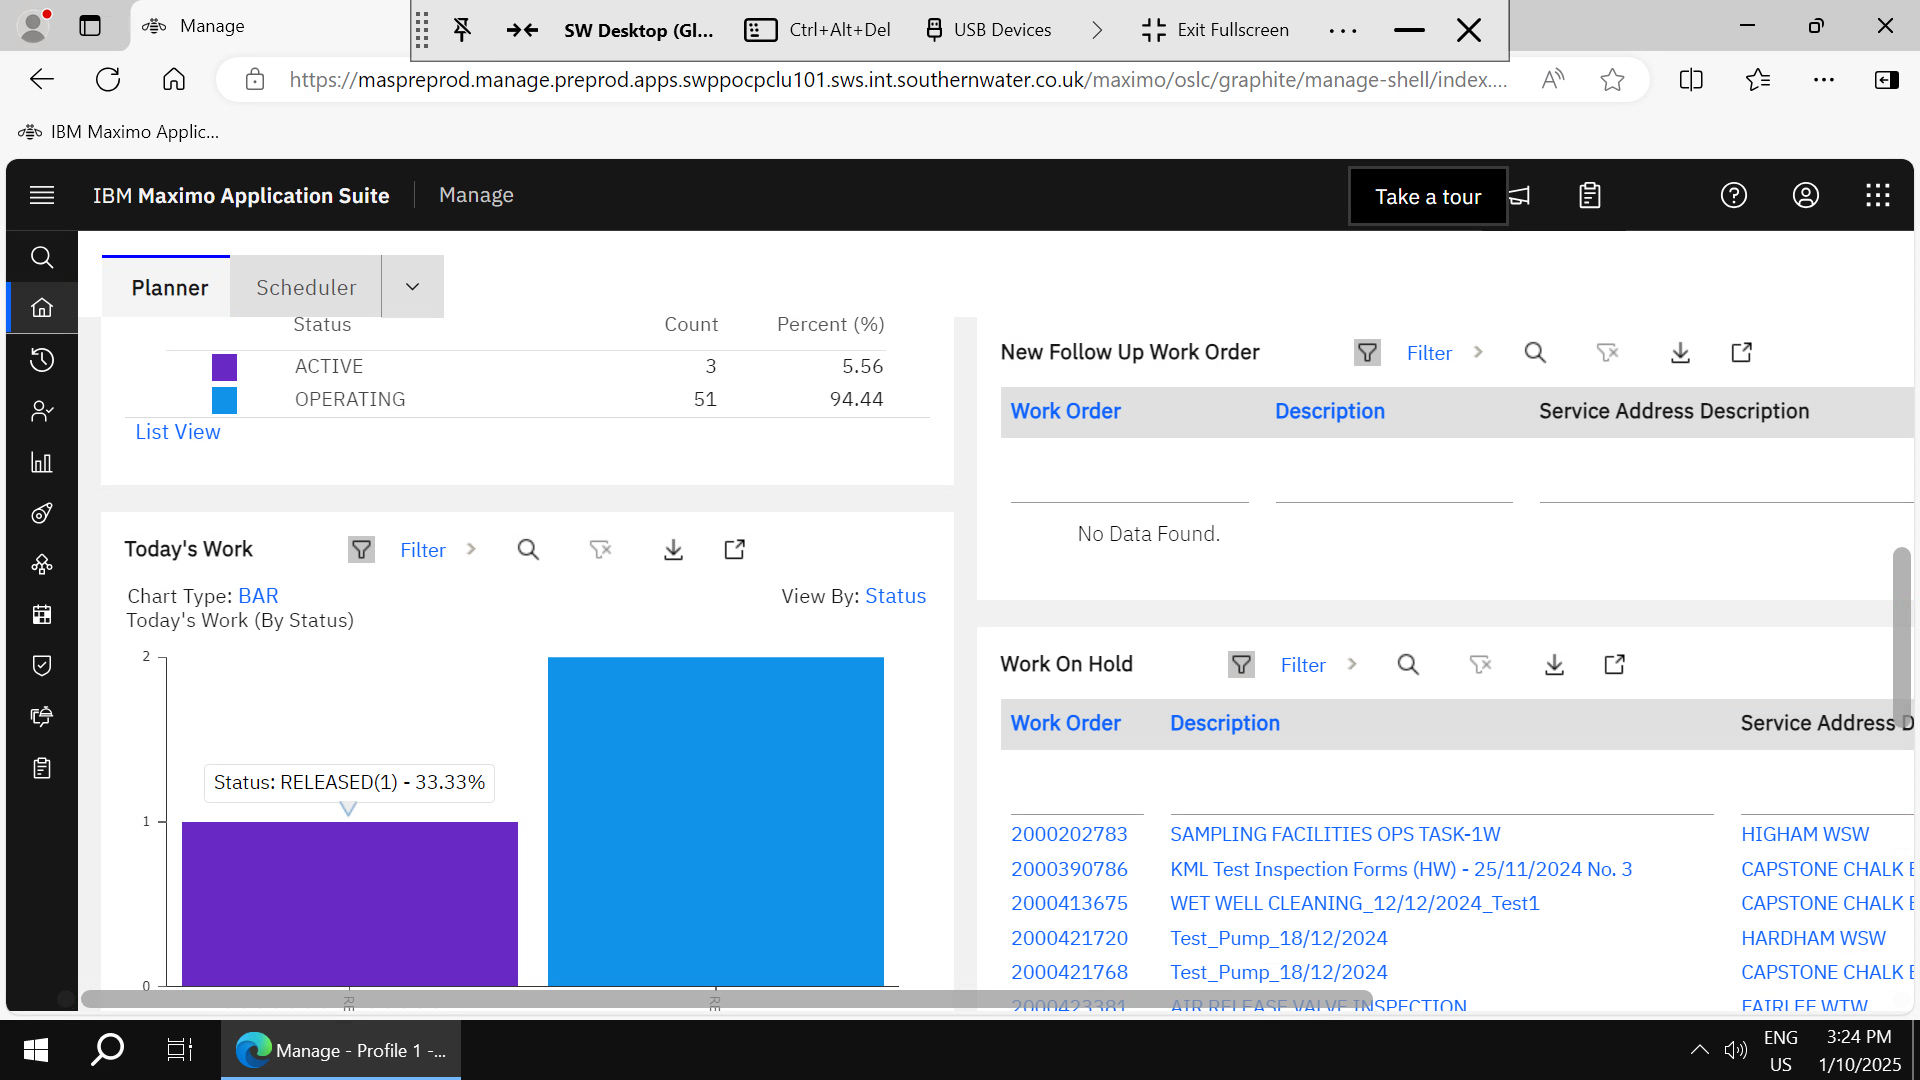 Manage
SW Desktop (Gl...
Ctrl+Alt+Del
USB Devices
Exit Fullscreen
https://maspreprod.manage.preprod.apps.swppocpclu101.sws.int.southernwater.co.uk/maximo/oslc/graphite/manage-shell/index....
IBM Maximo Applic...
IBM Maximo Application Suite
Manage
Take a tour
Planner
Scheduler
Status Count Percent (%)
ACTIVE 3 5.56
OPERATING 51 94.44
List View
New Follow Up Work Order
Filter
Work Order Description Service Address Description
No Data Found.
Today's Work
Filter
Chart Type: BAR
View By: Status
Today's Work (By Status)
2
Status: RELEASED(1) - 33.33%
1
0
RE
RE
Work On Hold
Filter
Work Order Description Service Address D
2000202783 SAMPLING FACILITIES OPS TASK-1W HIGHAM WSW
2000390786 KML Test Inspection Forms (HW) - 25/11/2024 No. 3 CAPSTONE CHALK B
2000413675 WET WELL CLEANING_12/12/2024_Test1 CAPSTONE CHALK B
2000421720 Test_Pump_18/12/2024 HARDHAM WSW
2000421768 Test_Pump_18/12/2024 CAPSTONE CHALK B
2000423381 AIR RELEASE VALVE INSPECTION FAIRLEE WTW
Manage - Profile 1 -...
ENG
US
3:24 PM
1/10/2025